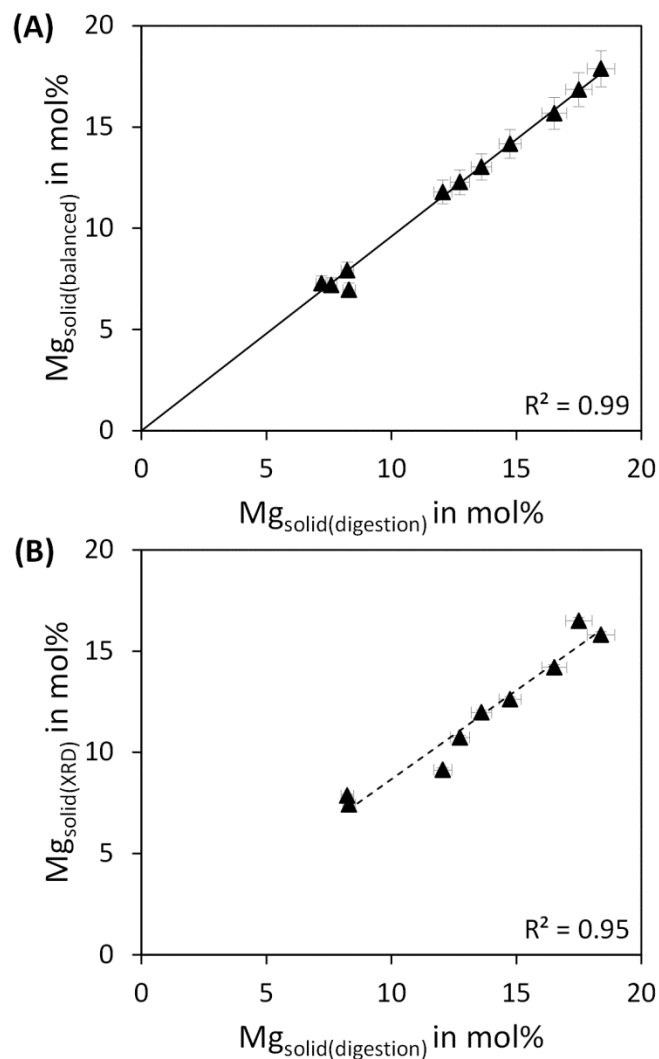 (A)
20
15
10
5
0
Mgsolid(balanced) in mol%
R² = 0.99
0 5 10 15 20
Mgsolid(digestion) in mol%
(B)
20
15
10
5
0
Mgsolid(XRD) in mol%
R² = 0.95
0 5 10 15 20
Mgsolid(digestion) in mol%